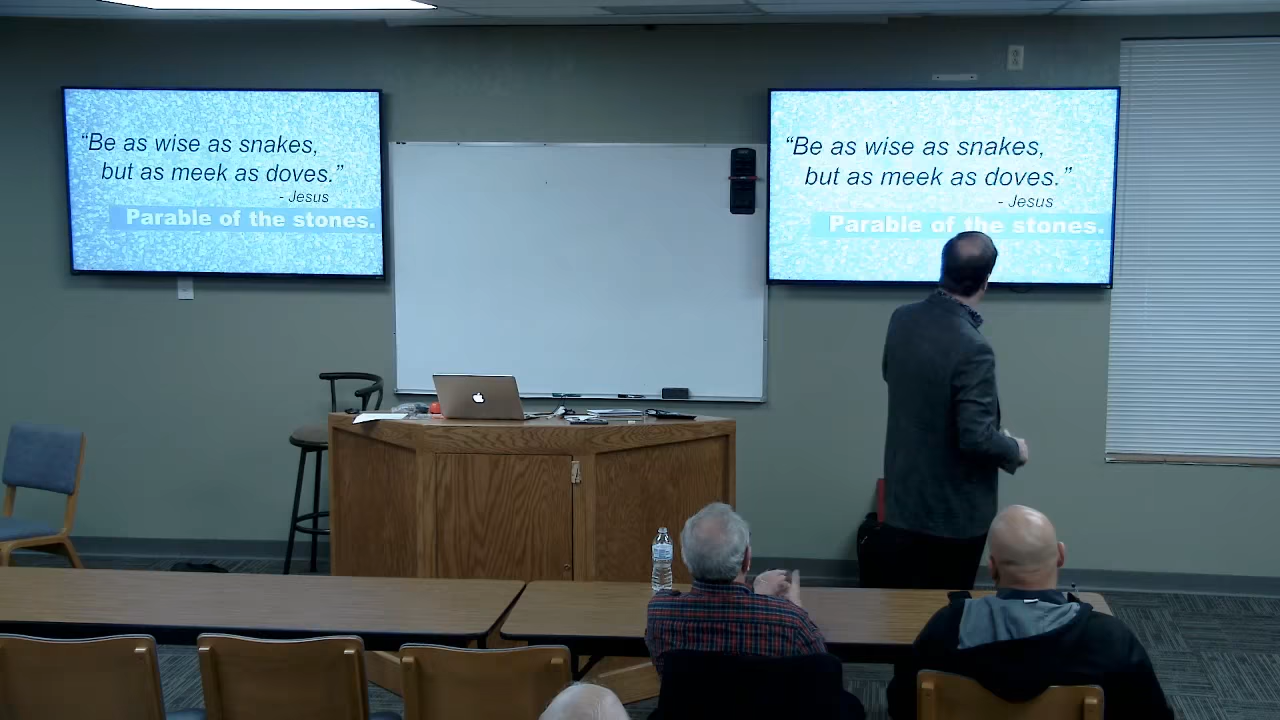 “Be as wise as snakes,
but as meek as doves.”
- Jesus
Parable of the stones.
“Be as wise as snakes,
but as meek as doves.”
- Jesus
Parable of the stones.